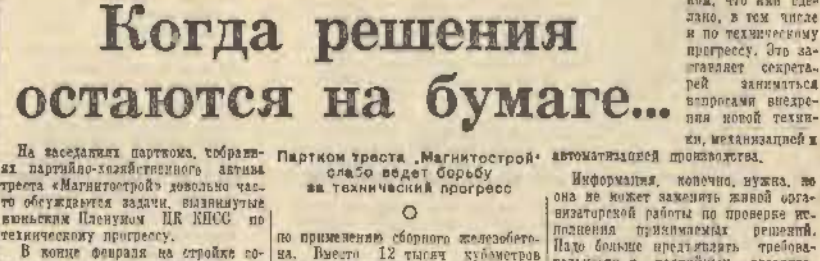 Когда решения
остаются на бумаге...
На заседаниях парткома, собрани-
ях партийно-хозяйственного актива
треста «Магнитострой» довольно час-
то обсуждаются задачи, выдвинутые
июньским Пленумом ЦК КПСС по
техническому прогрессу.
В конце февраля на стройке со-
Партком треста „Магнитострой"
слабо ведет борьбу
за технический прогресс
по применению сборного железобето-
на. Вместо 12 тысяч кубометров
лано, в том числе
и по техническому
прогрессу. Это за-
ставляет секрета-
рей заниматься
вопросами внедре-
ния новой техни-
ки, механизацией и
автоматизацией производства.
Информация, конечно, нужна, но
она не может заменить живой орга-
низаторской работы по проверке ис-
полнения принимаемых решений.
Надо больше предъявлять требова-